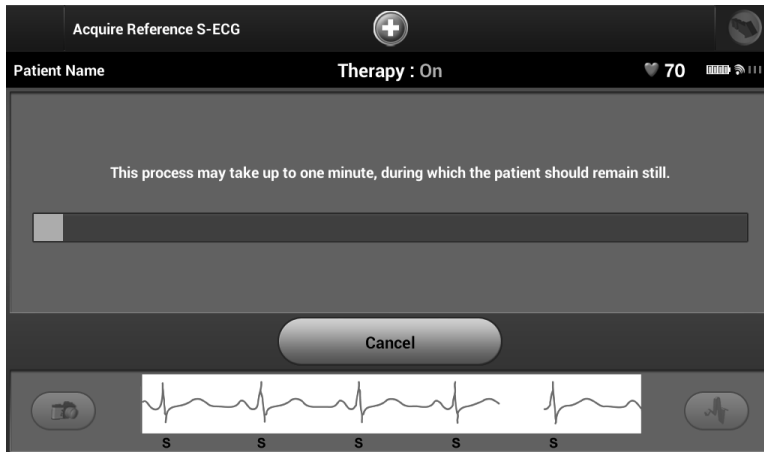 Acquire Reference S-ECG
Patient Name Therapy : On 70
This process may take up to one minute, during which the patient should remain still.
Cancel
S S S S S